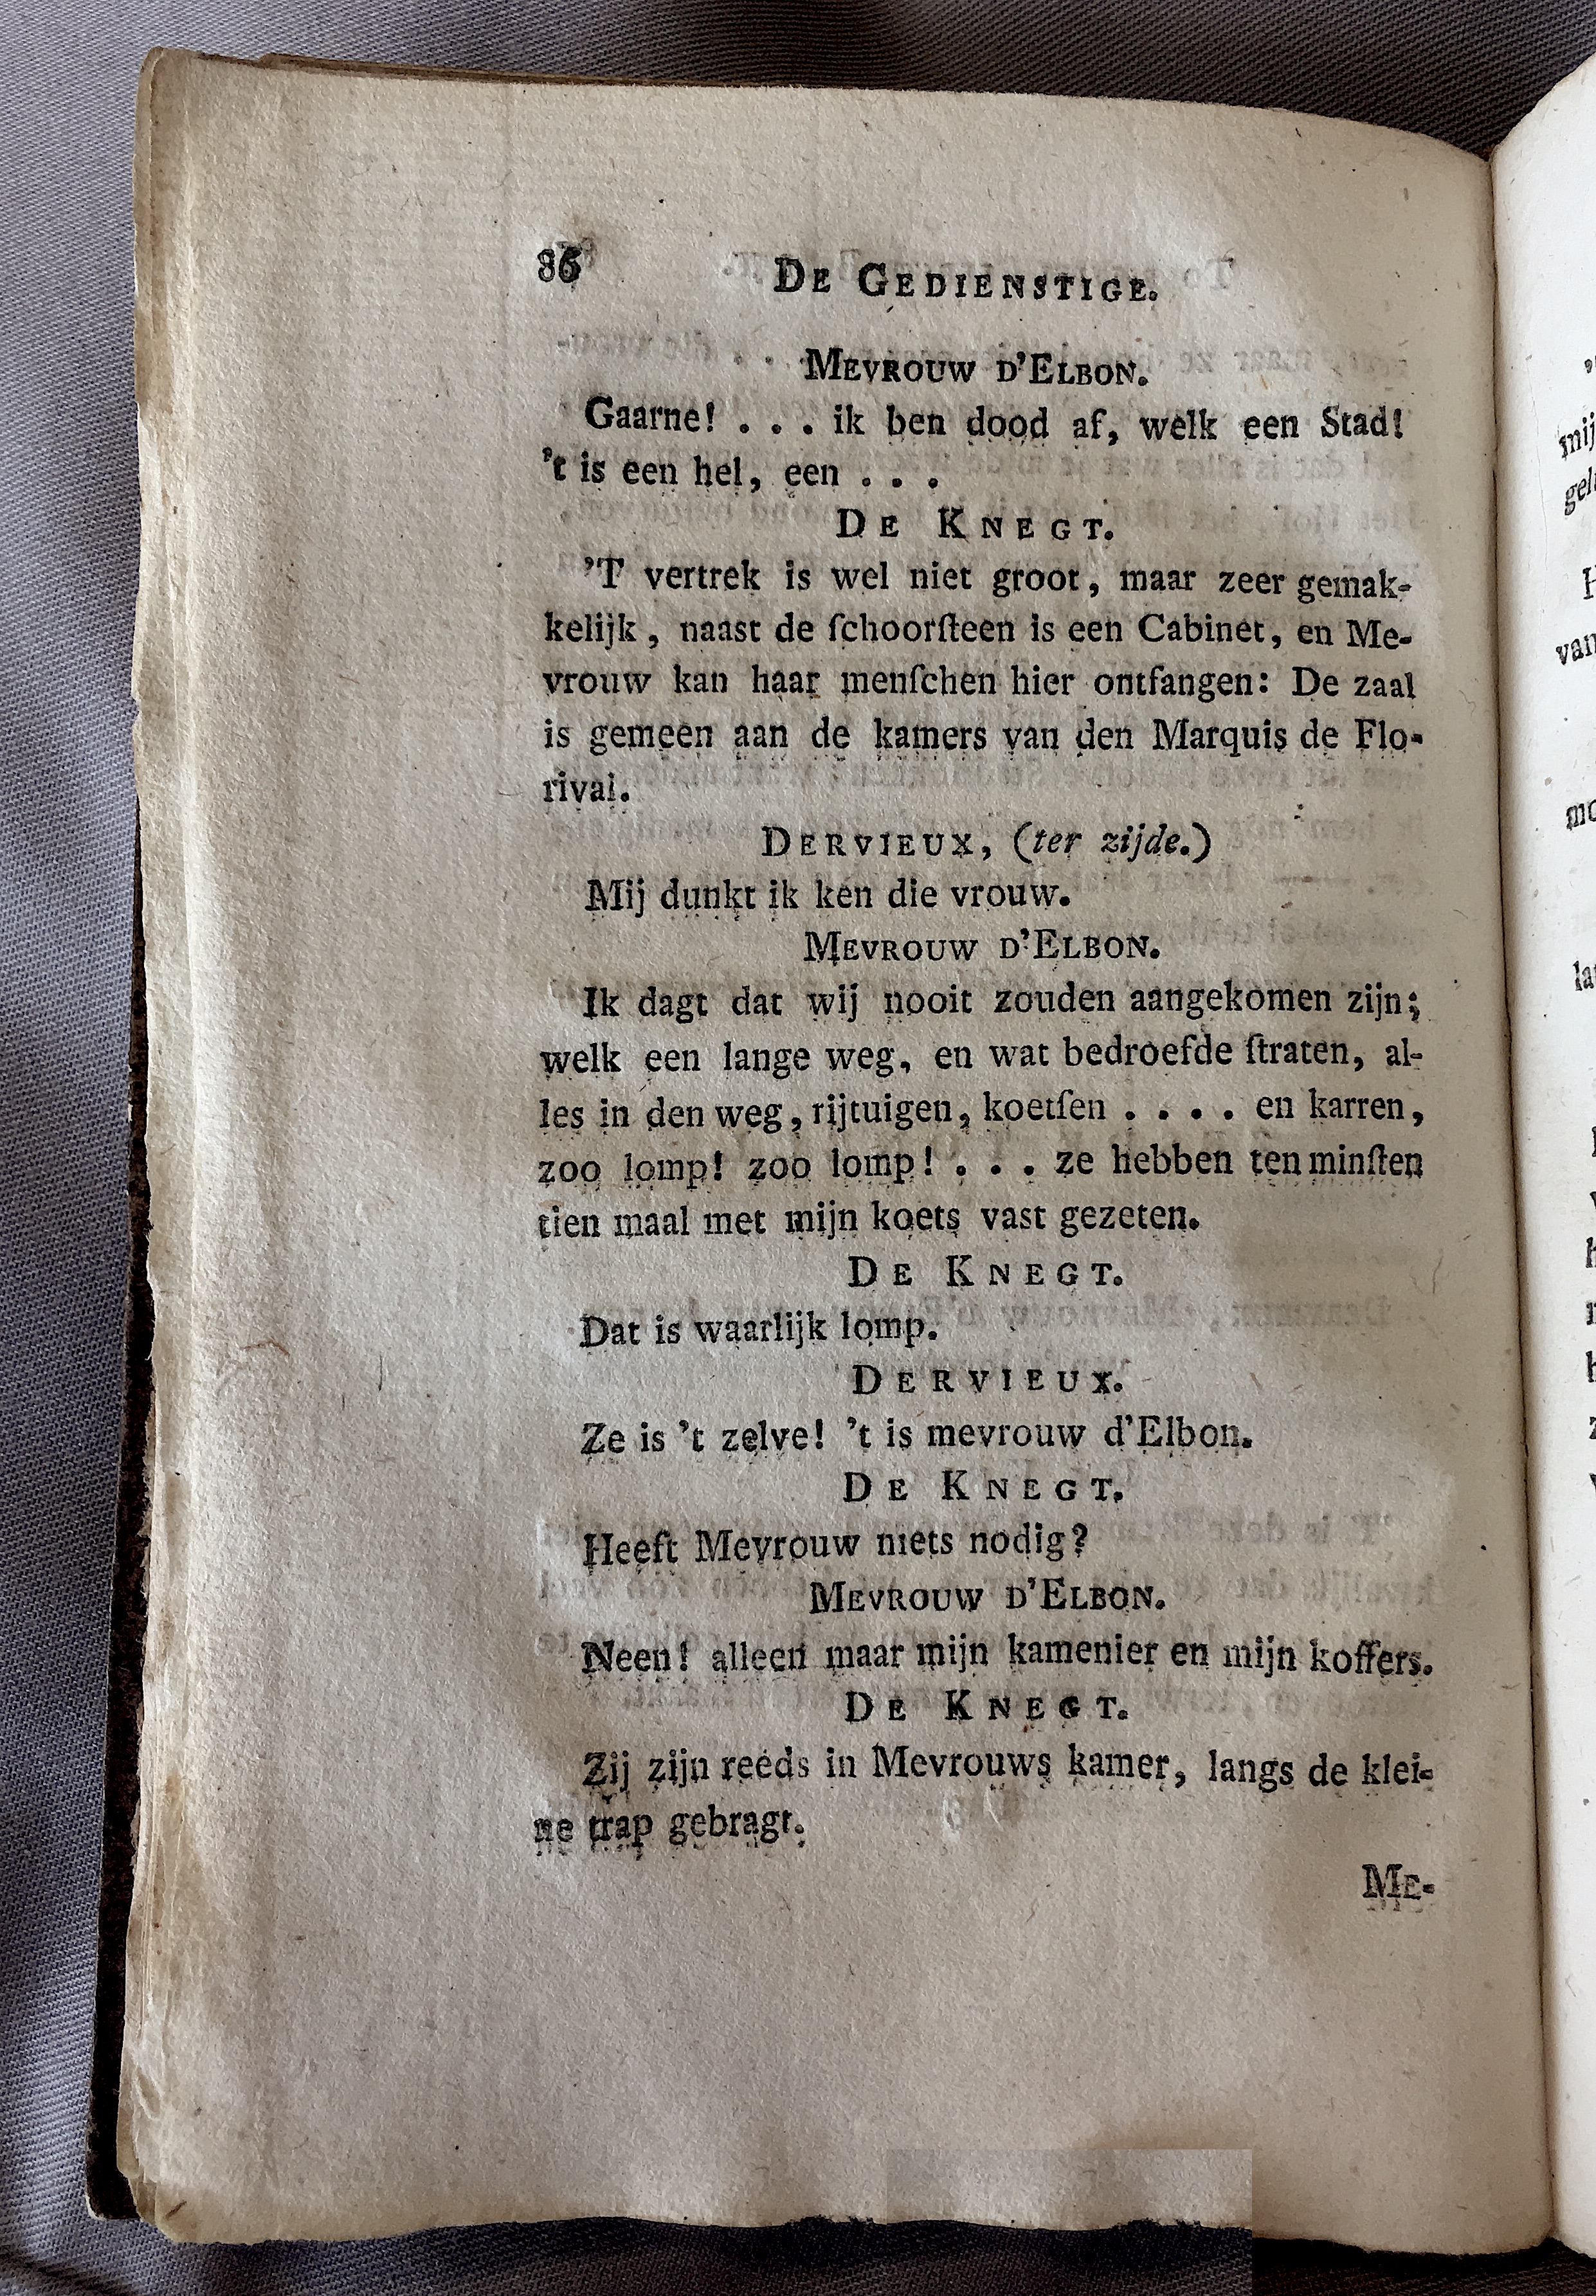 86 DE GEDIENSTIGE.
MEVROUW D'ELBON.
Gaarne! . . . ik ben dood af, welk een Stad!
't is een hel, een . . .
DE KNEGT.
'T vertrek is wel niet groot, maar zeer gemak-
kelijk, naast de ſchoorſteen is een Cabinet, en Me-
vrouw kan haar menſchen hier ontfangen: De zaal
is gemeen aan de kamers van den Marquis de Flo-
rival.
DERVIEUX, (ter zijde.)
Mij dunkt ik ken die vrouw.
MEVROUW D'ELBON.
Ik dagt dat wij nooit zouden aangekomen zijn;
welk een lange weg, en wat bedroefde ſtraten, al-
les in den weg, rijtuigen, koetſen . . . . en karren,
zoo lomp! zoo lomp! . . . ze hebben ten minſten
tien maal met mijn koets vast gezeten.
DE KNEGT.
Dat is waarlijk lomp.
DERVIEUX.
Ze is 't zelve! 't is mevrouw d'Elbon.
DE KNEGT.
Heeft Mevrouw niets nodig?
MEVROUW D'ELBON.
Neen! alleen maar mijn kamenier en mijn koffers.
DE KNEGT.
Zij zijn reeds in Mevrouws kamer, langs de klei-
ne trap gebragt.
ME-